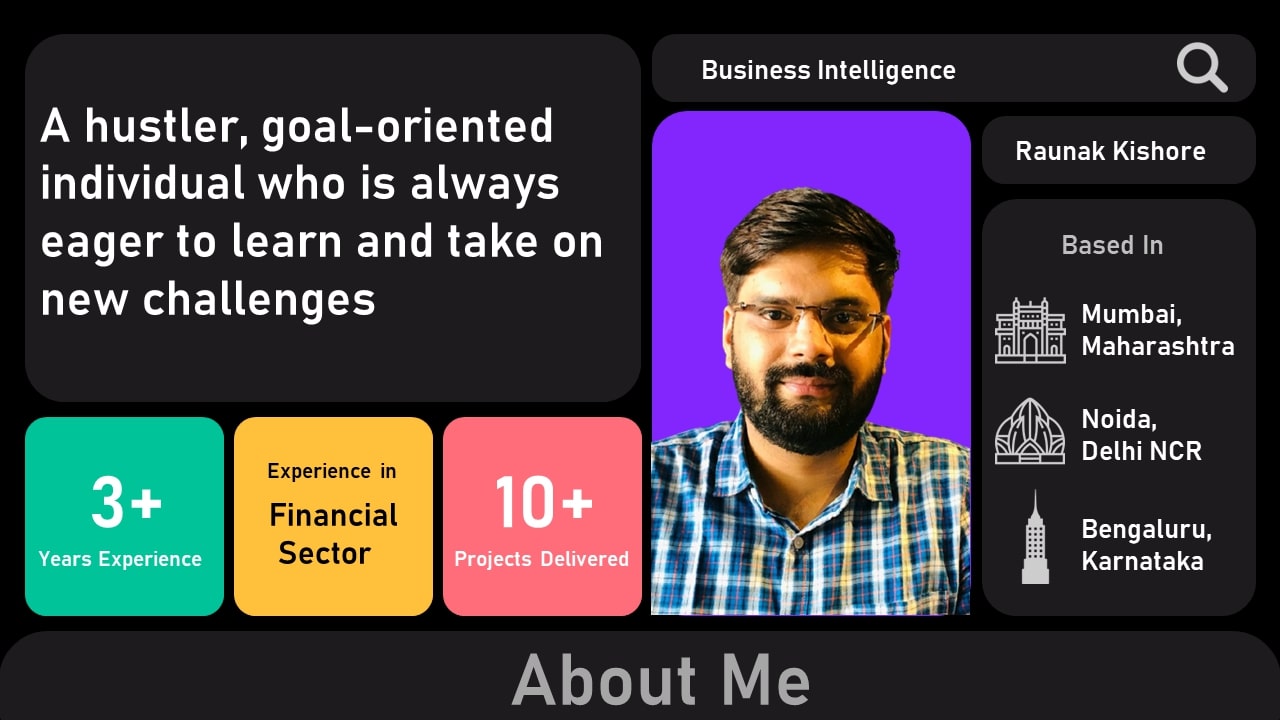 A hustler, goal-oriented
individual who is always
eager to learn and take on
new challenges
Business Intelligence
Raunak Kishore
Based In
Mumbai,
Maharashtra
Noida,
Delhi NCR
Bengaluru,
Karnataka
3+
Years Experience
Experience in
Financial
Sector
10+
Projects Delivered
About Me